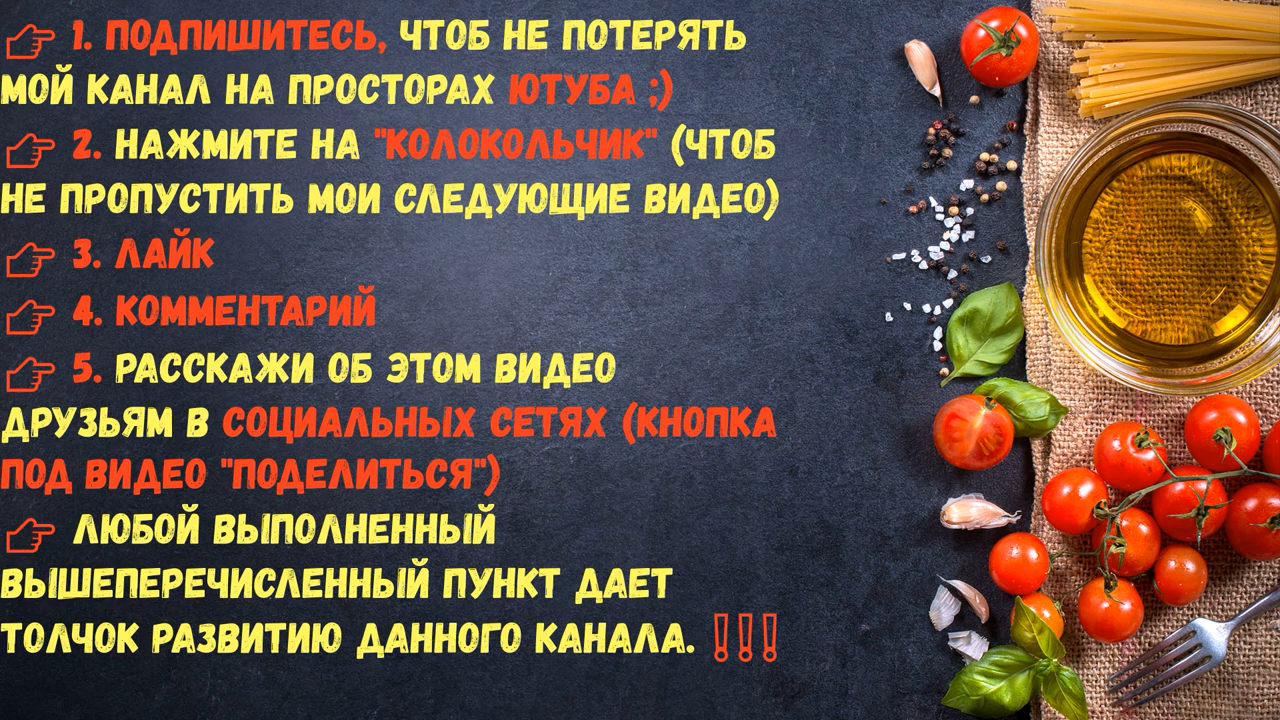 👉 1. ПОДПИШИТЕСЬ, ЧТОБ НЕ ПОТЕРЯТЬ
МОЙ КАНАЛ НА ПРОСТОРАХ ЮТУБА ;)
👉 2. НАЖМИТЕ НА "КОЛОКОЛЬЧИК" (ЧТОБ
НЕ ПРОПУСТИТЬ МОИ СЛЕДУЮЩИЕ ВИДЕО)
👉 3. ЛАЙК
👉 4. КОММЕНТАРИЙ
👉 5. РАССКАЖИ ОБ ЭТОМ ВИДЕО
ДРУЗЬЯМ В СОЦИАЛЬНЫХ СЕТЯХ (КНОПКА
ПОД ВИДЕО "ПОДЕЛИТЬСЯ")
👉 ЛЮБОЙ ВЫПОЛНЕННЫЙ
ВЫШЕПЕРЕЧИСЛЕННЫЙ ПУНКТ ДАЕТ
ТОЛЧОК РАЗВИТИЮ ДАННОГО КАНАЛА. !!!